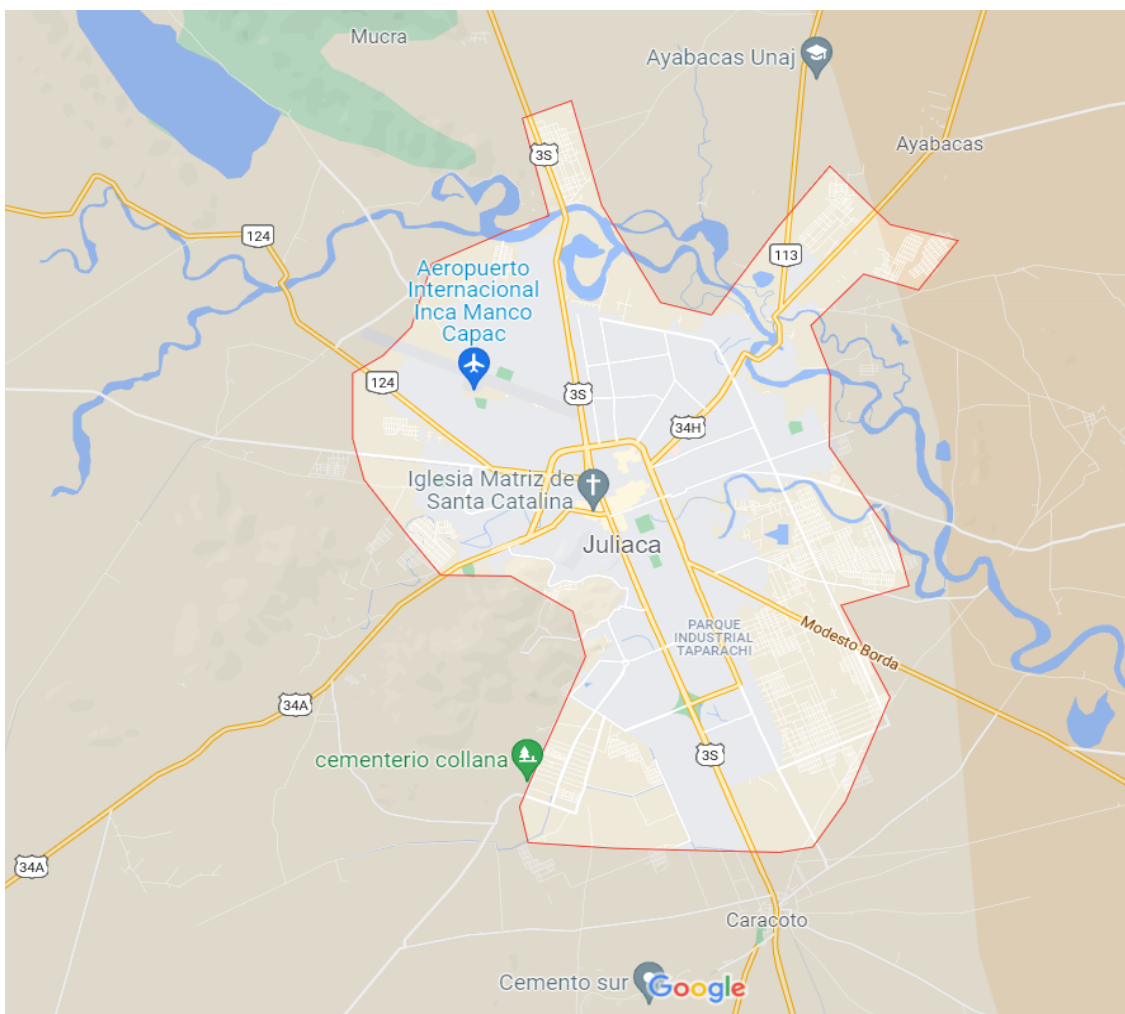 Mucra
Ayabacas Unaj
3S
Ayabacas
124
113
Aeropuerto
Internacional
Inca Manco
Capac
124
3S
34H
Iglesia Matriz de
Santa Catalina
Juliaca
PARQUE
INDUSTRIAL
TAPARACHI
Modesto Borda
34A
cementerio collana
3S
34A
Caracoto
Cemento sur
Google